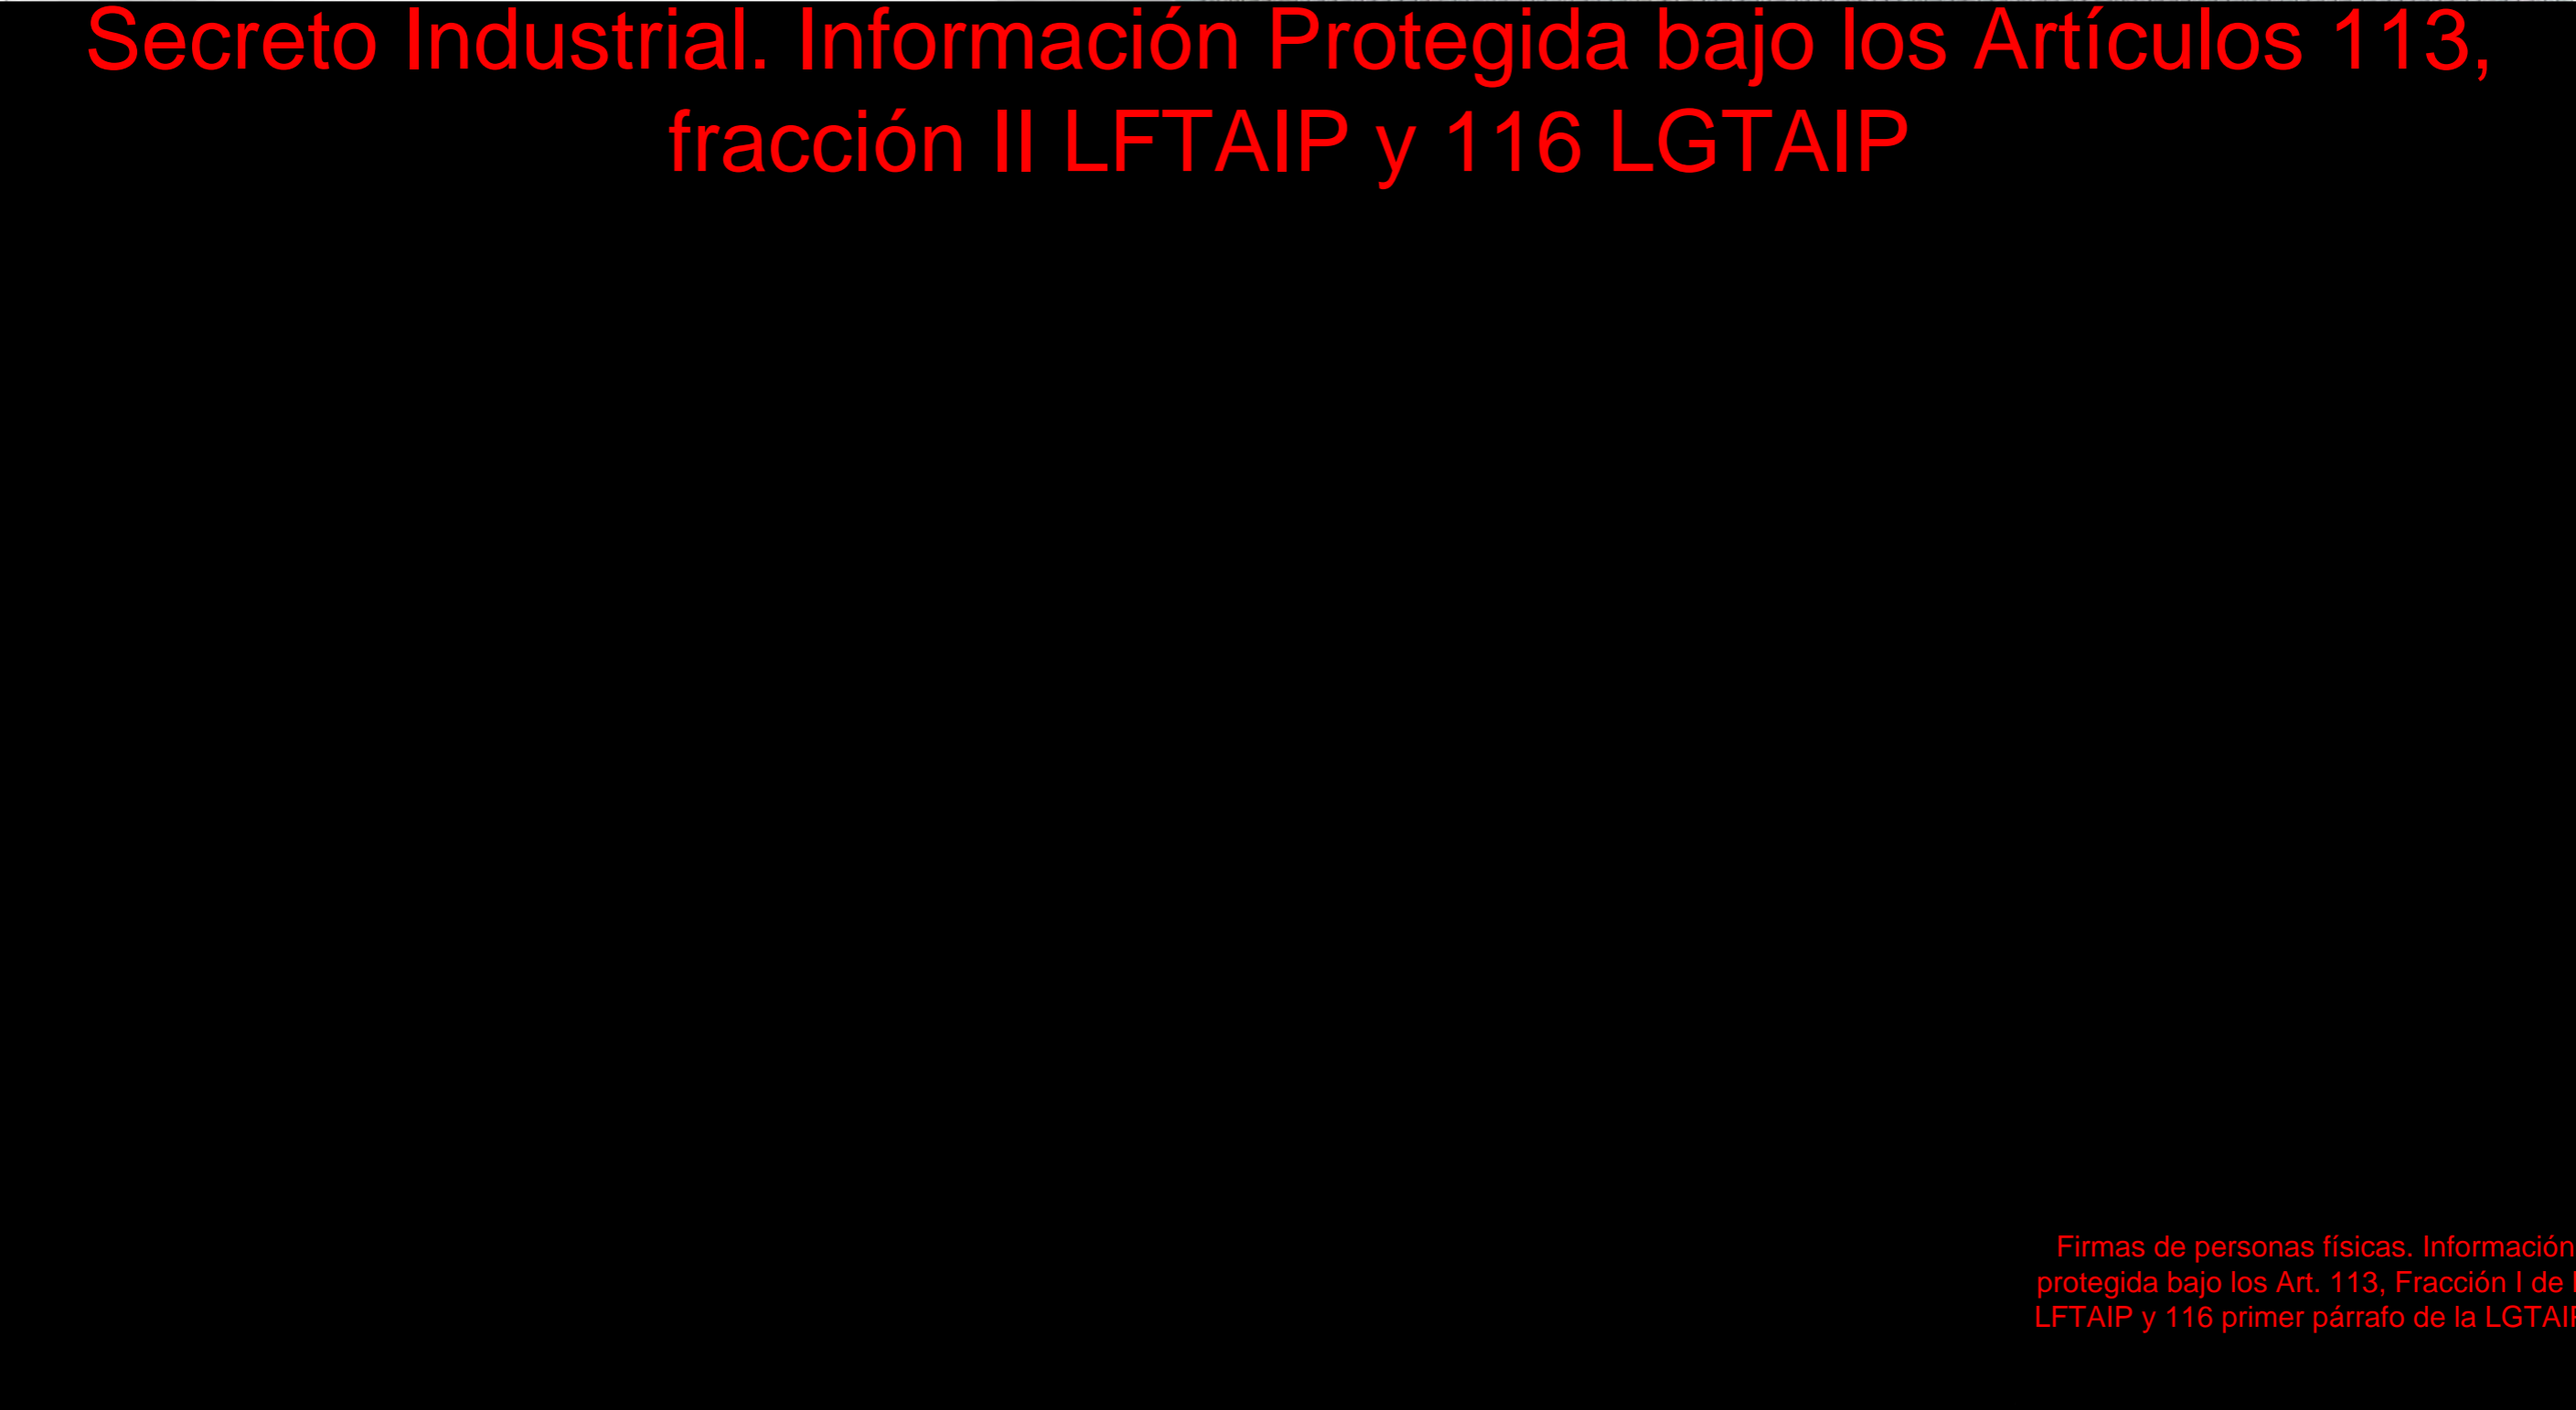 Secreto Industrial. Información Protegida bajo los Artículos 113,
fracción II LFTAIP y 116 LGTAIP
Firmas de personas físicas. Información
protegida bajo los Art. 113, Fracción I de
LFTAIP y 116 primer párrafo de la LGTAIP